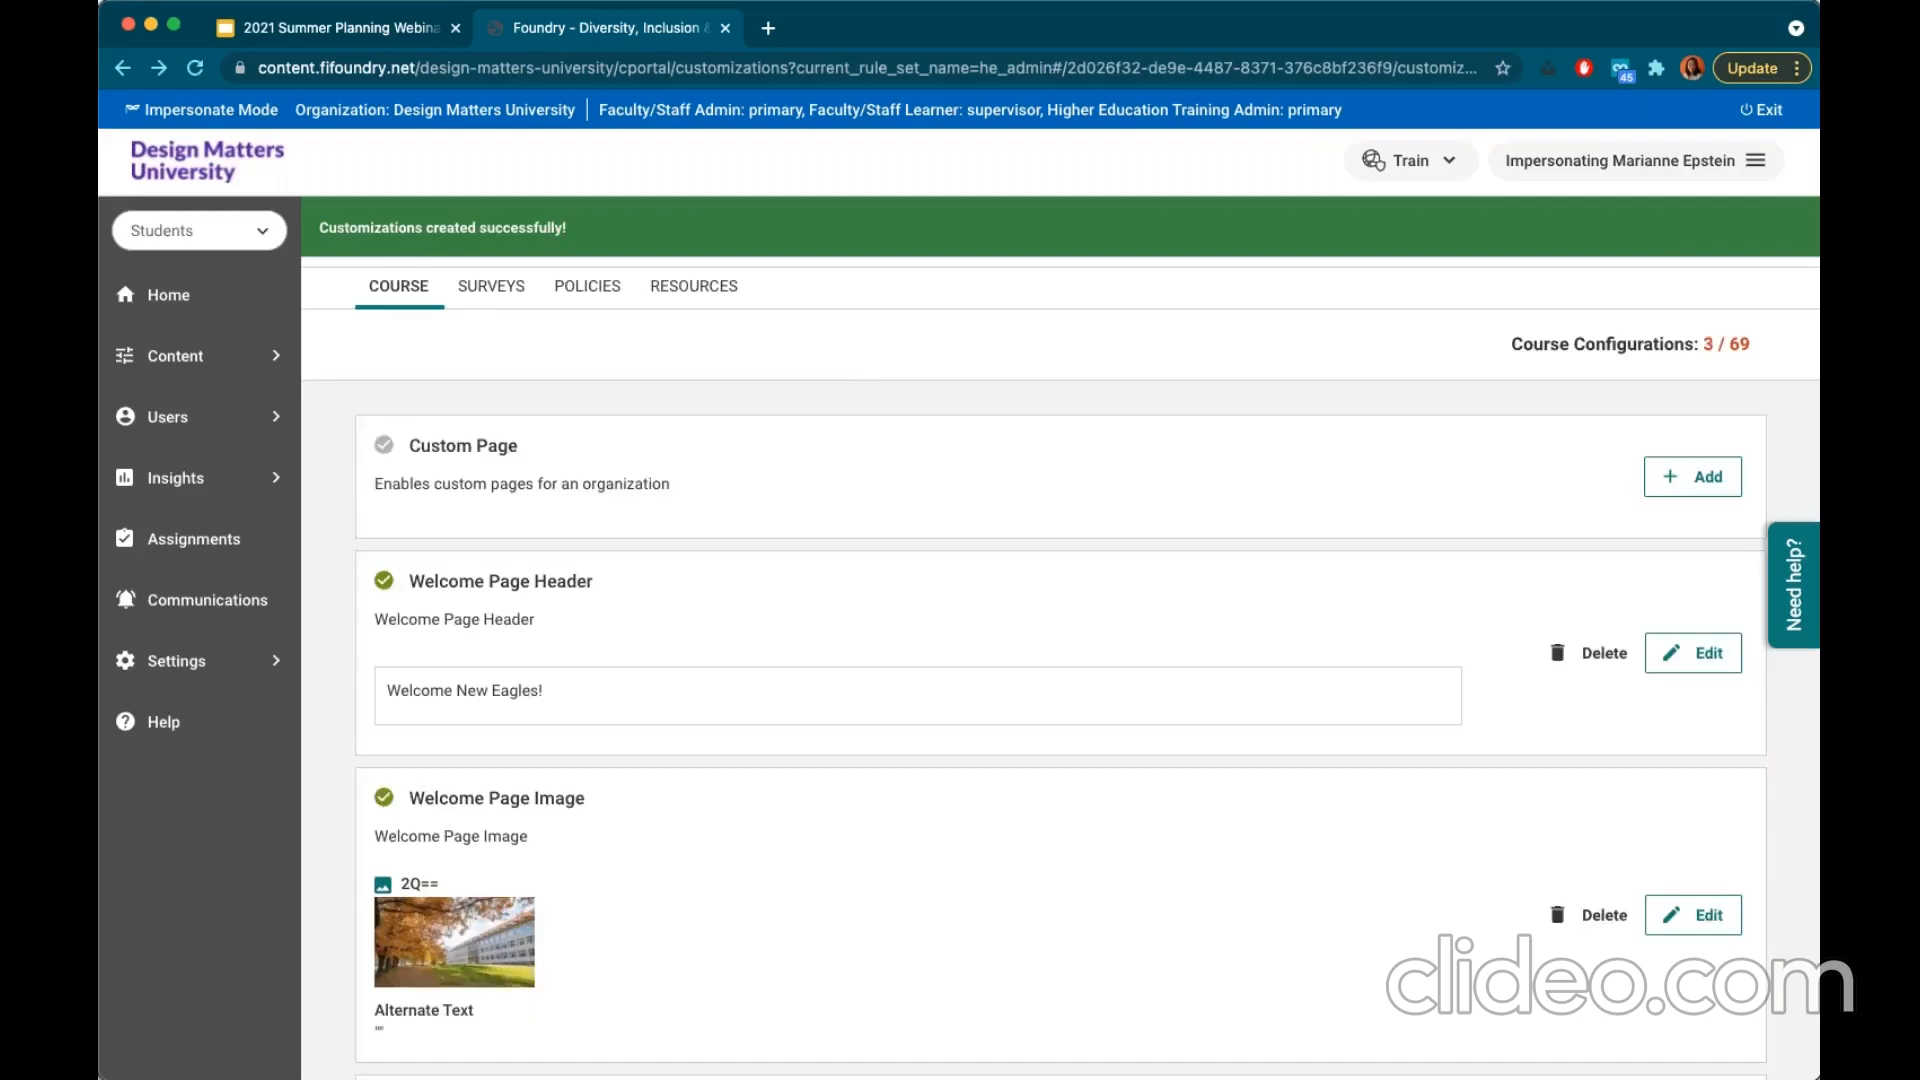 2021 Summer Planning Webina
Foundry - Diversity, Inclusion &
content.fifoundry.net/design-matters-university/cportal/customizations?current_rule_set_name=he_admin#/2d026f32-de9e-4487-8371-376c8bf236f9/customiz...
45
Update
Impersonate Mode Organization: Design Matters University Faculty/Staff Admin: primary, Faculty/Staff Learner: supervisor, Higher Education Training Admin: primary
Exit
Design Matters
University
Train
Impersonating Marianne Epstein
Students
Customizations created successfully!
Home
Content
Users
Insights
Assignments
Communications
Settings
Help
COURSE SURVEYS POLICIES RESOURCES
Course Configurations: 3 / 69
Custom Page
Enables custom pages for an organization
+ Add
Welcome Page Header
Welcome Page Header
Welcome New Eagles!
Delete Edit
Need help?
Welcome Page Image
Welcome Page Image
2Q==
Delete Edit
Alternate Text
""
clideo.com